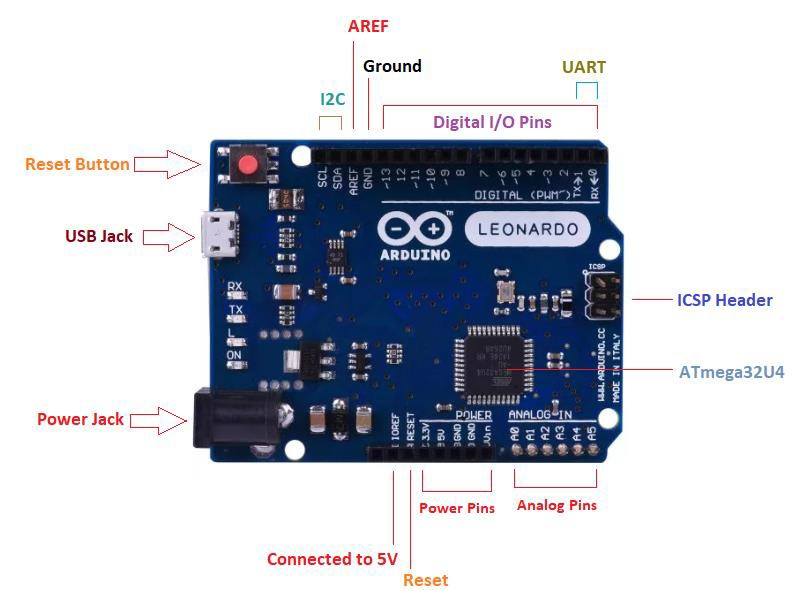 AREF
Ground
UART
I2C
Digital I/O Pins
Reset Button
SCL
SDA
AREF
GND
~13
12
~11
~10
~9
8
7
~6
~5
4
~3
2
TX→1
RX←0
DIGITAL (PWM~)
USB Jack
LEONARDO
TM
ARDUINO
ICSP
RX
TX
L
ON
ICSP Header
WWW.ARDUINO.CC
MADE IN ITALY
ATmega32U4
Power Jack
POWER
ANALOG IN
IOREF
RESET
3.3V
5V
GND
GND
Vin
A0
A1
A2
A3
A4
A5
Power Pins
Analog Pins
Connected to 5V
Reset